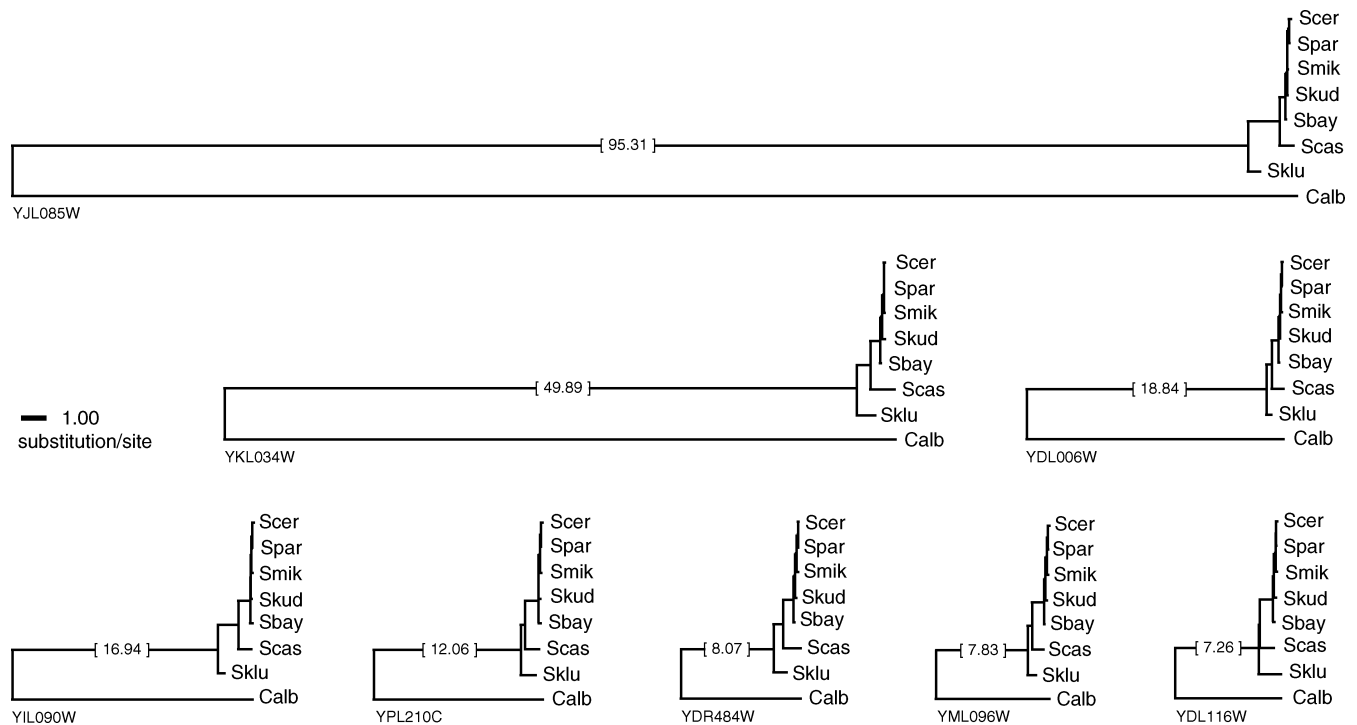 Scer
Spar
Smik
Skud
Sbay
[ 95.31 ]
Scas
Sklu
Calb
YJL085W
Scer
Spar
Smik
Skud
Sbay
[ 49.89 ]
Scas
Sklu
Calb
YKL034W
Scer
Spar
Smik
Skud
Sbay
[ 18.84 ]
Scas
Sklu
Calb
YDL006W
1.00
substitution/site
Scer
Spar
Smik
Skud
Sbay
[ 16.94 ]
Scas
Sklu
Calb
YIL090W
Scer
Spar
Smik
Skud
Sbay
[ 12.06 ]
Scas
Sklu
Calb
YPL210C
Scer
Spar
Smik
Skud
Sbay
[ 8.07 ]
Scas
Sklu
Calb
YDR484W
Scer
Spar
Smik
Skud
Sbay
[ 7.83 ]
Scas
Sklu
Calb
YML096W
Scer
Spar
Smik
Skud
Sbay
[ 7.26 ]
Scas
Sklu
Calb
YDL116W